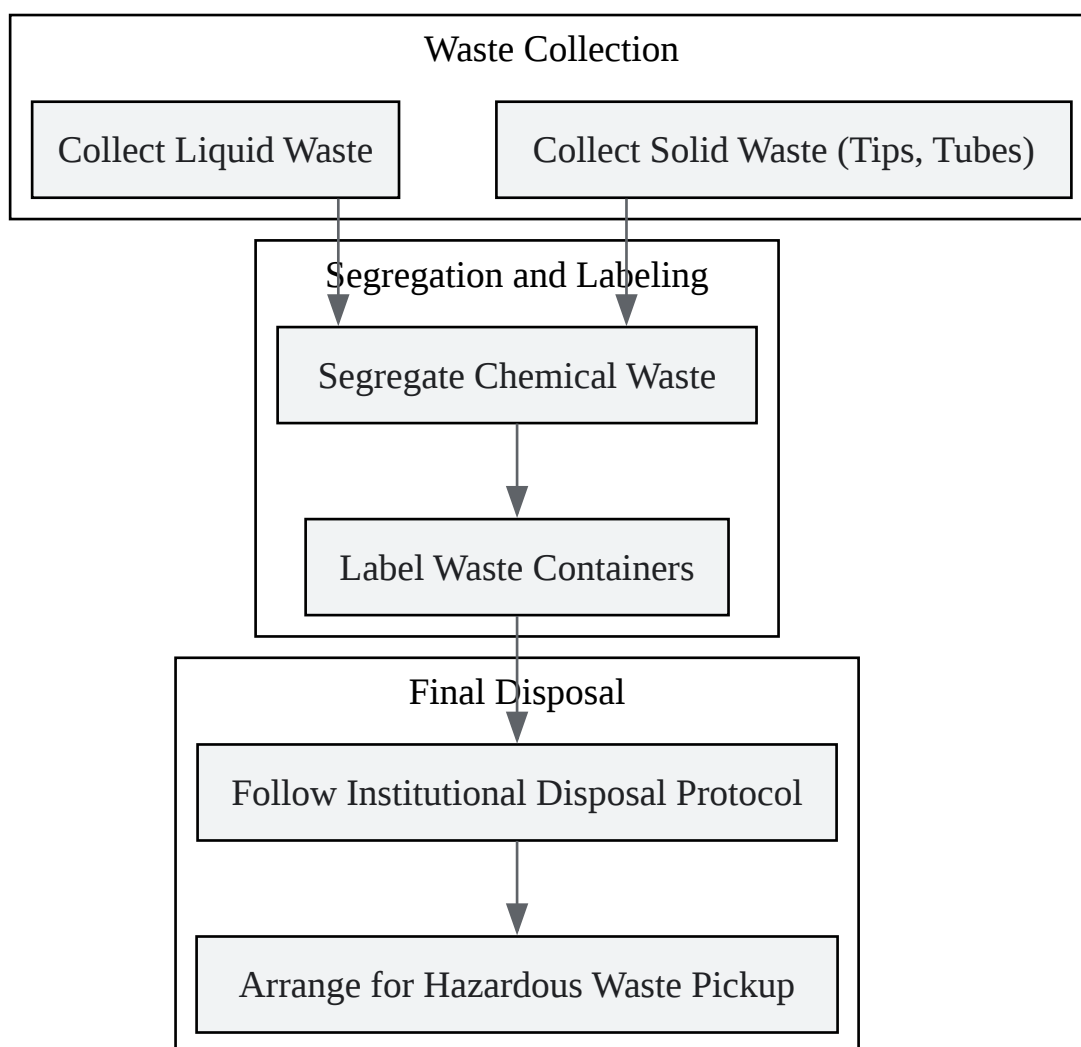 Waste Collection
Collect Liquid Waste
Collect Solid Waste (Tips, Tubes)
Segregation and Labeling
Segregate Chemical Waste
Label Waste Containers
Final Disposal
Follow Institutional Disposal Protocol
Arrange for Hazardous Waste Pickup